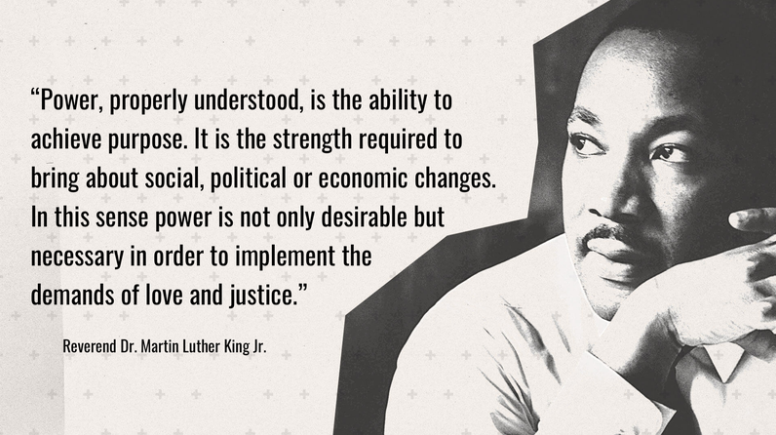 “Power, properly understood, is the ability to
achieve purpose. It is the strength required to
bring about social, political or economic changes.
In this sense power is not only desirable but
necessary in order to implement the
demands of love and justice.”
Reverend Dr. Martin Luther King Jr.